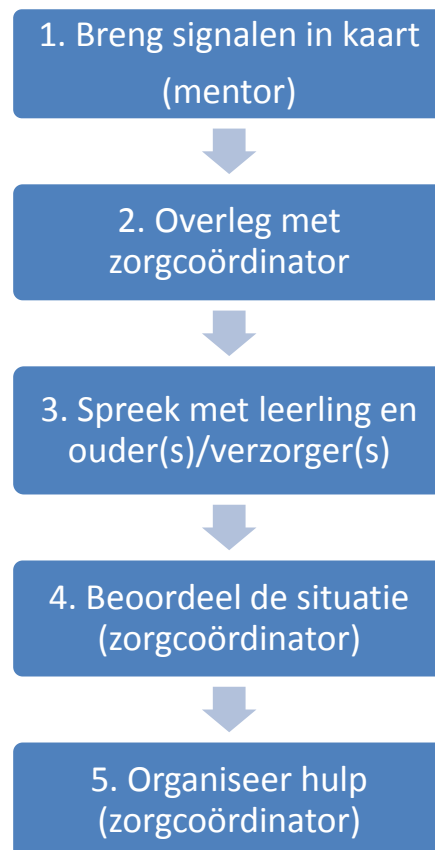 1. Breng signalen in kaart
(mentor)
2. Overleg met
zorgcoördinator
3. Spreek met leerling en
ouder(s)/verzorger(s)
4. Beoordeel de situatie
(zorgcoördinator)
5. Organiseer hulp
(zorgcoördinator)